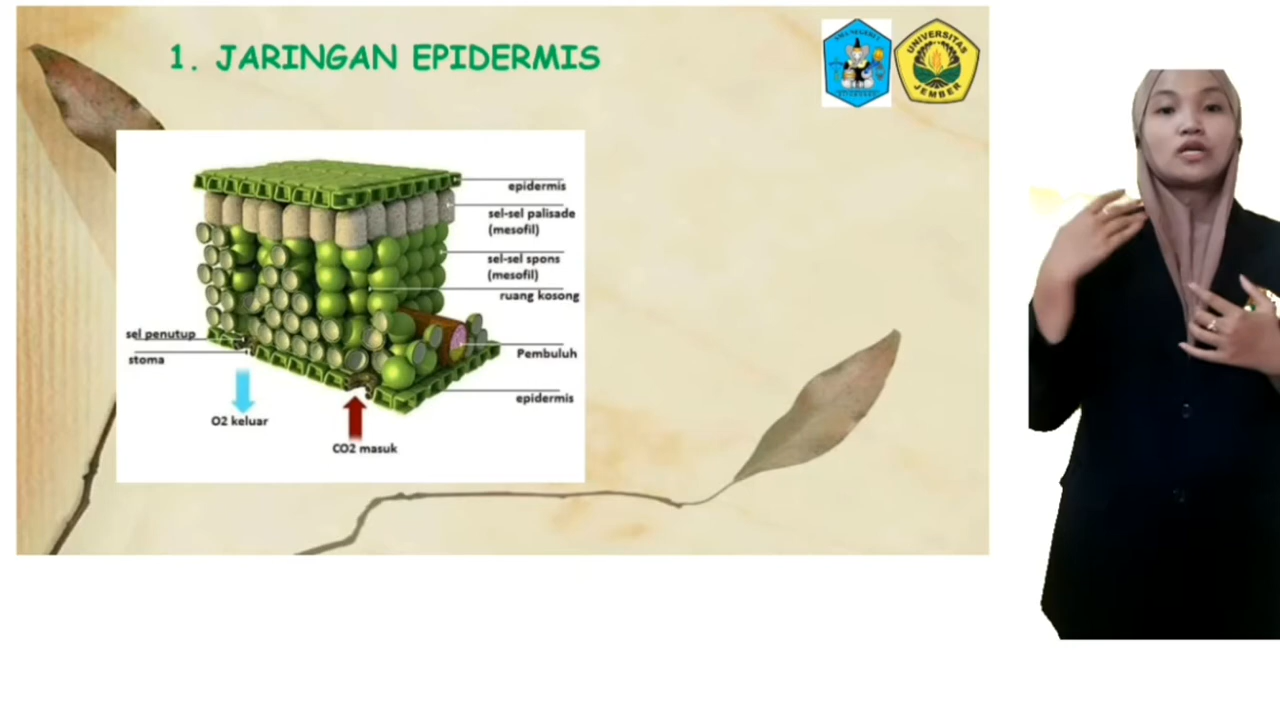 1. JARINGAN EPIDERMIS
UNIVERSITAS
JEMBER
epidermis
sel-sel palisade
(mesofil)
sel-sel spons
(mesofil)
ruang kosong
sel penutup
stoma
Pembuluh
epidermis
O2 keluar
CO2 masuk